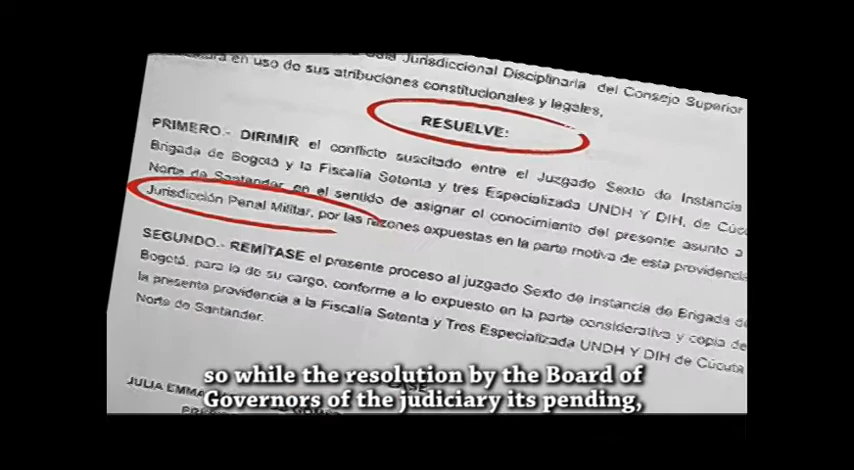 Sala Jurisdiccional Disciplinaria del Consejo Superior
en uso de sus atribuciones constitucionales y legales,
RESUELVE:
PRIMERO.- DIRIMIR el conflicto suscitado entre el Juzgado Sexto de Instancia
Brigada de Bogotá y la Fiscalía Setenta y tres Especializada UNDH Y DIH, de Cúcu
Norte de Santander, en el sentido de asignar el conocimiento del presente asunto a
Jurisdicción Penal Militar, por las razones expuestas en la parte motiva de esta providencia
SEGUNDO.- REMÍTASE el presente proceso al juzgado Sexto de Instancia de Brigada de
Bogotá, para lo de su cargo, conforme a lo expuesto en la parte considerativa y copia de
la presente providencia a la Fiscalía Setenta y Tres Especializada UNDH Y DIH de Cúcuta
Norte de Santander.
so while the resolution by the Board of
Governors of the judiciary its pending,
JULIA EMMA